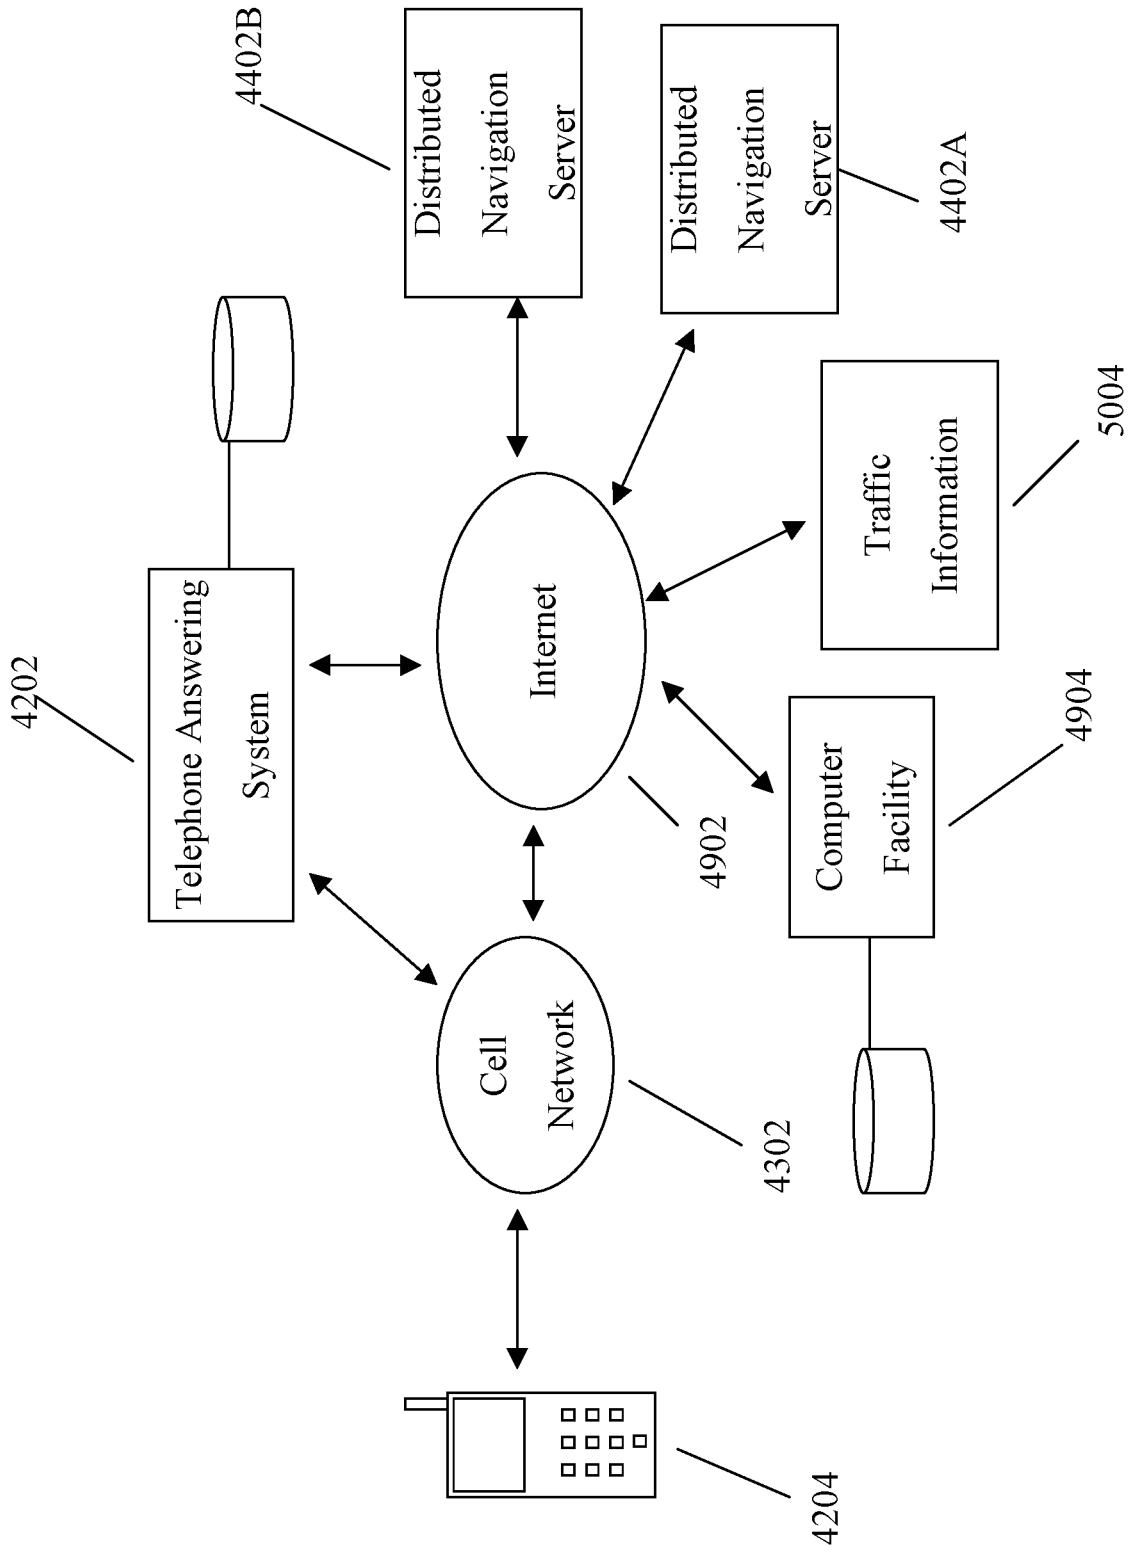 4202
Telephone Answering
System
4402B
Distributed
Navigation
Server
Distributed
Navigation
Server
4402A
Internet
4902
Cell
Network
4302
Traffic
Information
5004
Computer
Facility
4904
4204